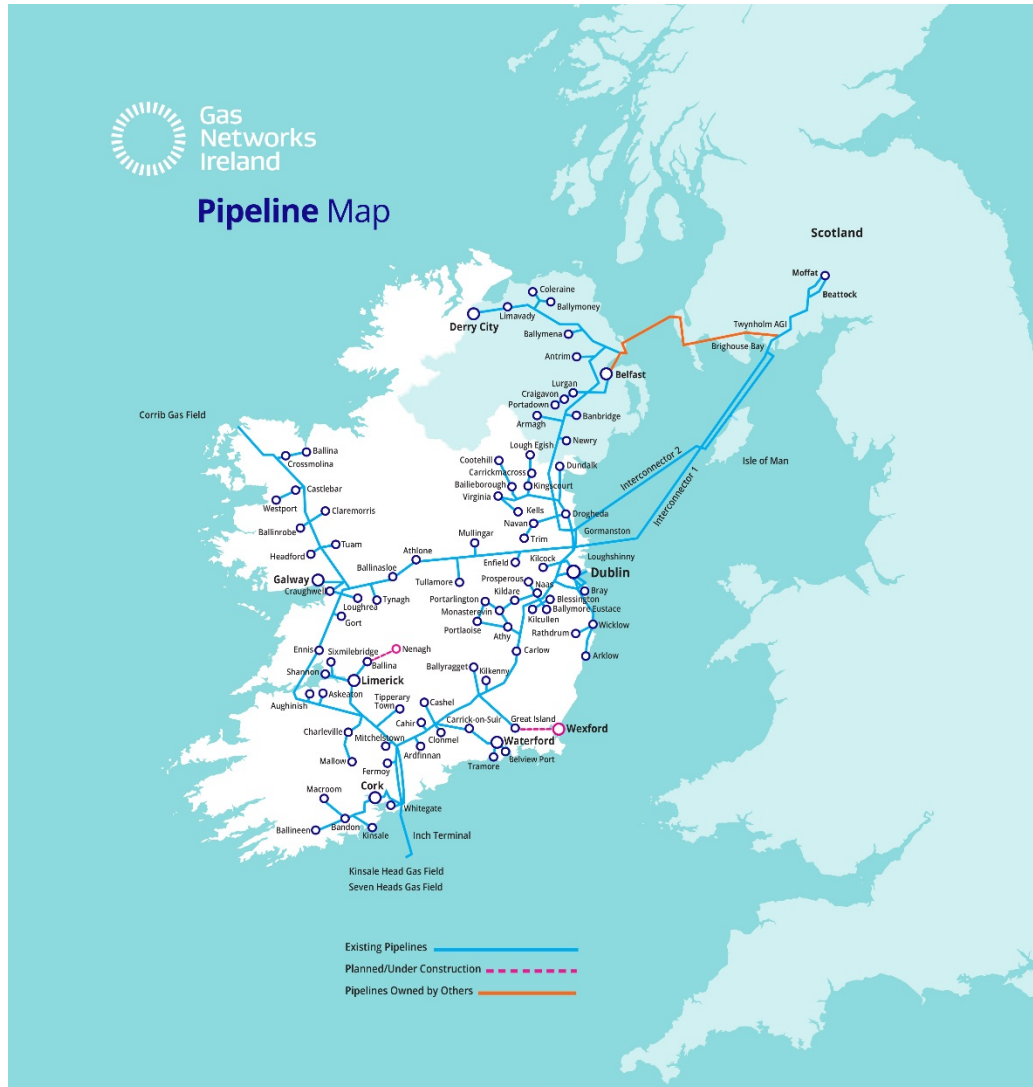 Gas
Networks
Ireland
Pipeline Map
Scotland
Moffat
Beattock
Coleraine
Ballymoney
Limavady
Derry City
Twynholm AGI
Ballymena
Brighouse Bay
Antrim
Belfast
Lurgan
Craigavon
Portadown
Banbridge
Armagh
Corrib Gas Field
Newry
Lough Egish
Ballina
Cootehill
Dundalk
Crossmolina
Carrickmacross
Isle of Man
Interconnector 2
Bailieborough
Kingscourt
Castlebar
Virginia
Interconnector 1
Westport
Claremorris
Kells
Drogheda
Navan
Gormanston
Ballinrobe
Mullingar
Trim
Tuam
Athlone
Headford
Ballinasloe
Enfield
Kilcock
Loughshinny
Galway
Tullamore
Prosperous
Naas
Dublin
Craughwell
Kildare
Blessington
Bray
Tynagh
Portarlington
Loughrea
Monasterevin
Ballymore Eustace
Kilcullen
Gort
Portlaoise
Athy
Rathdrum
Wicklow
Ennis
Sixmilebridge
Nenagh
Carlow
Arklow
Ballina
Ballyragget
Kilkenny
Shannon
Limerick
Askeaton
Tipperary
Town
Cashel
Aughinish
Carrick-on-Suir
Great Island
Cahir
Wexford
Charleville
Mitchelstown
Clonmel
Waterford
Ardfinnan
Belview Port
Mallow
Tramore
Fermoy
Cork
Macroom
Whitegate
Bandon
Ballineen
Kinsale
Inch Terminal
Kinsale Head Gas Field
Seven Heads Gas Field
Existing Pipelines
Planned/Under Construction
Pipelines Owned by Others